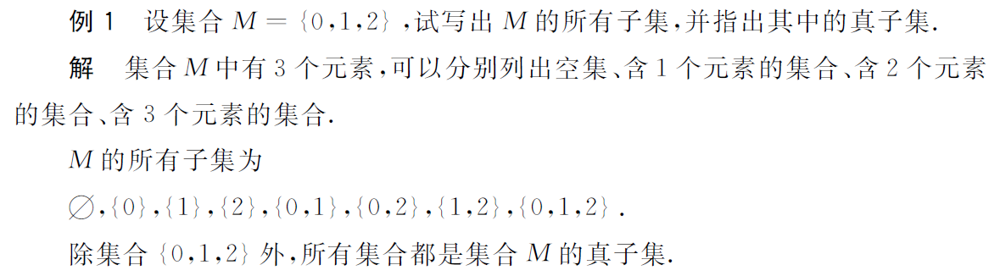 例 1 设集合 M = {0,1,2} ,试写出 M 的所有子集,并指出其中的真子集.
解 集合 M 中有 3 个元素,可以分别列出空集、含 1 个元素的集合、含 2 个元素
的集合、含 3 个元素的集合.
M 的所有子集为
∅,{0},{1},{2},{0,1},{0,2},{1,2},{0,1,2} .
除集合 {0,1,2} 外,所有集合都是集合 M 的真子集.